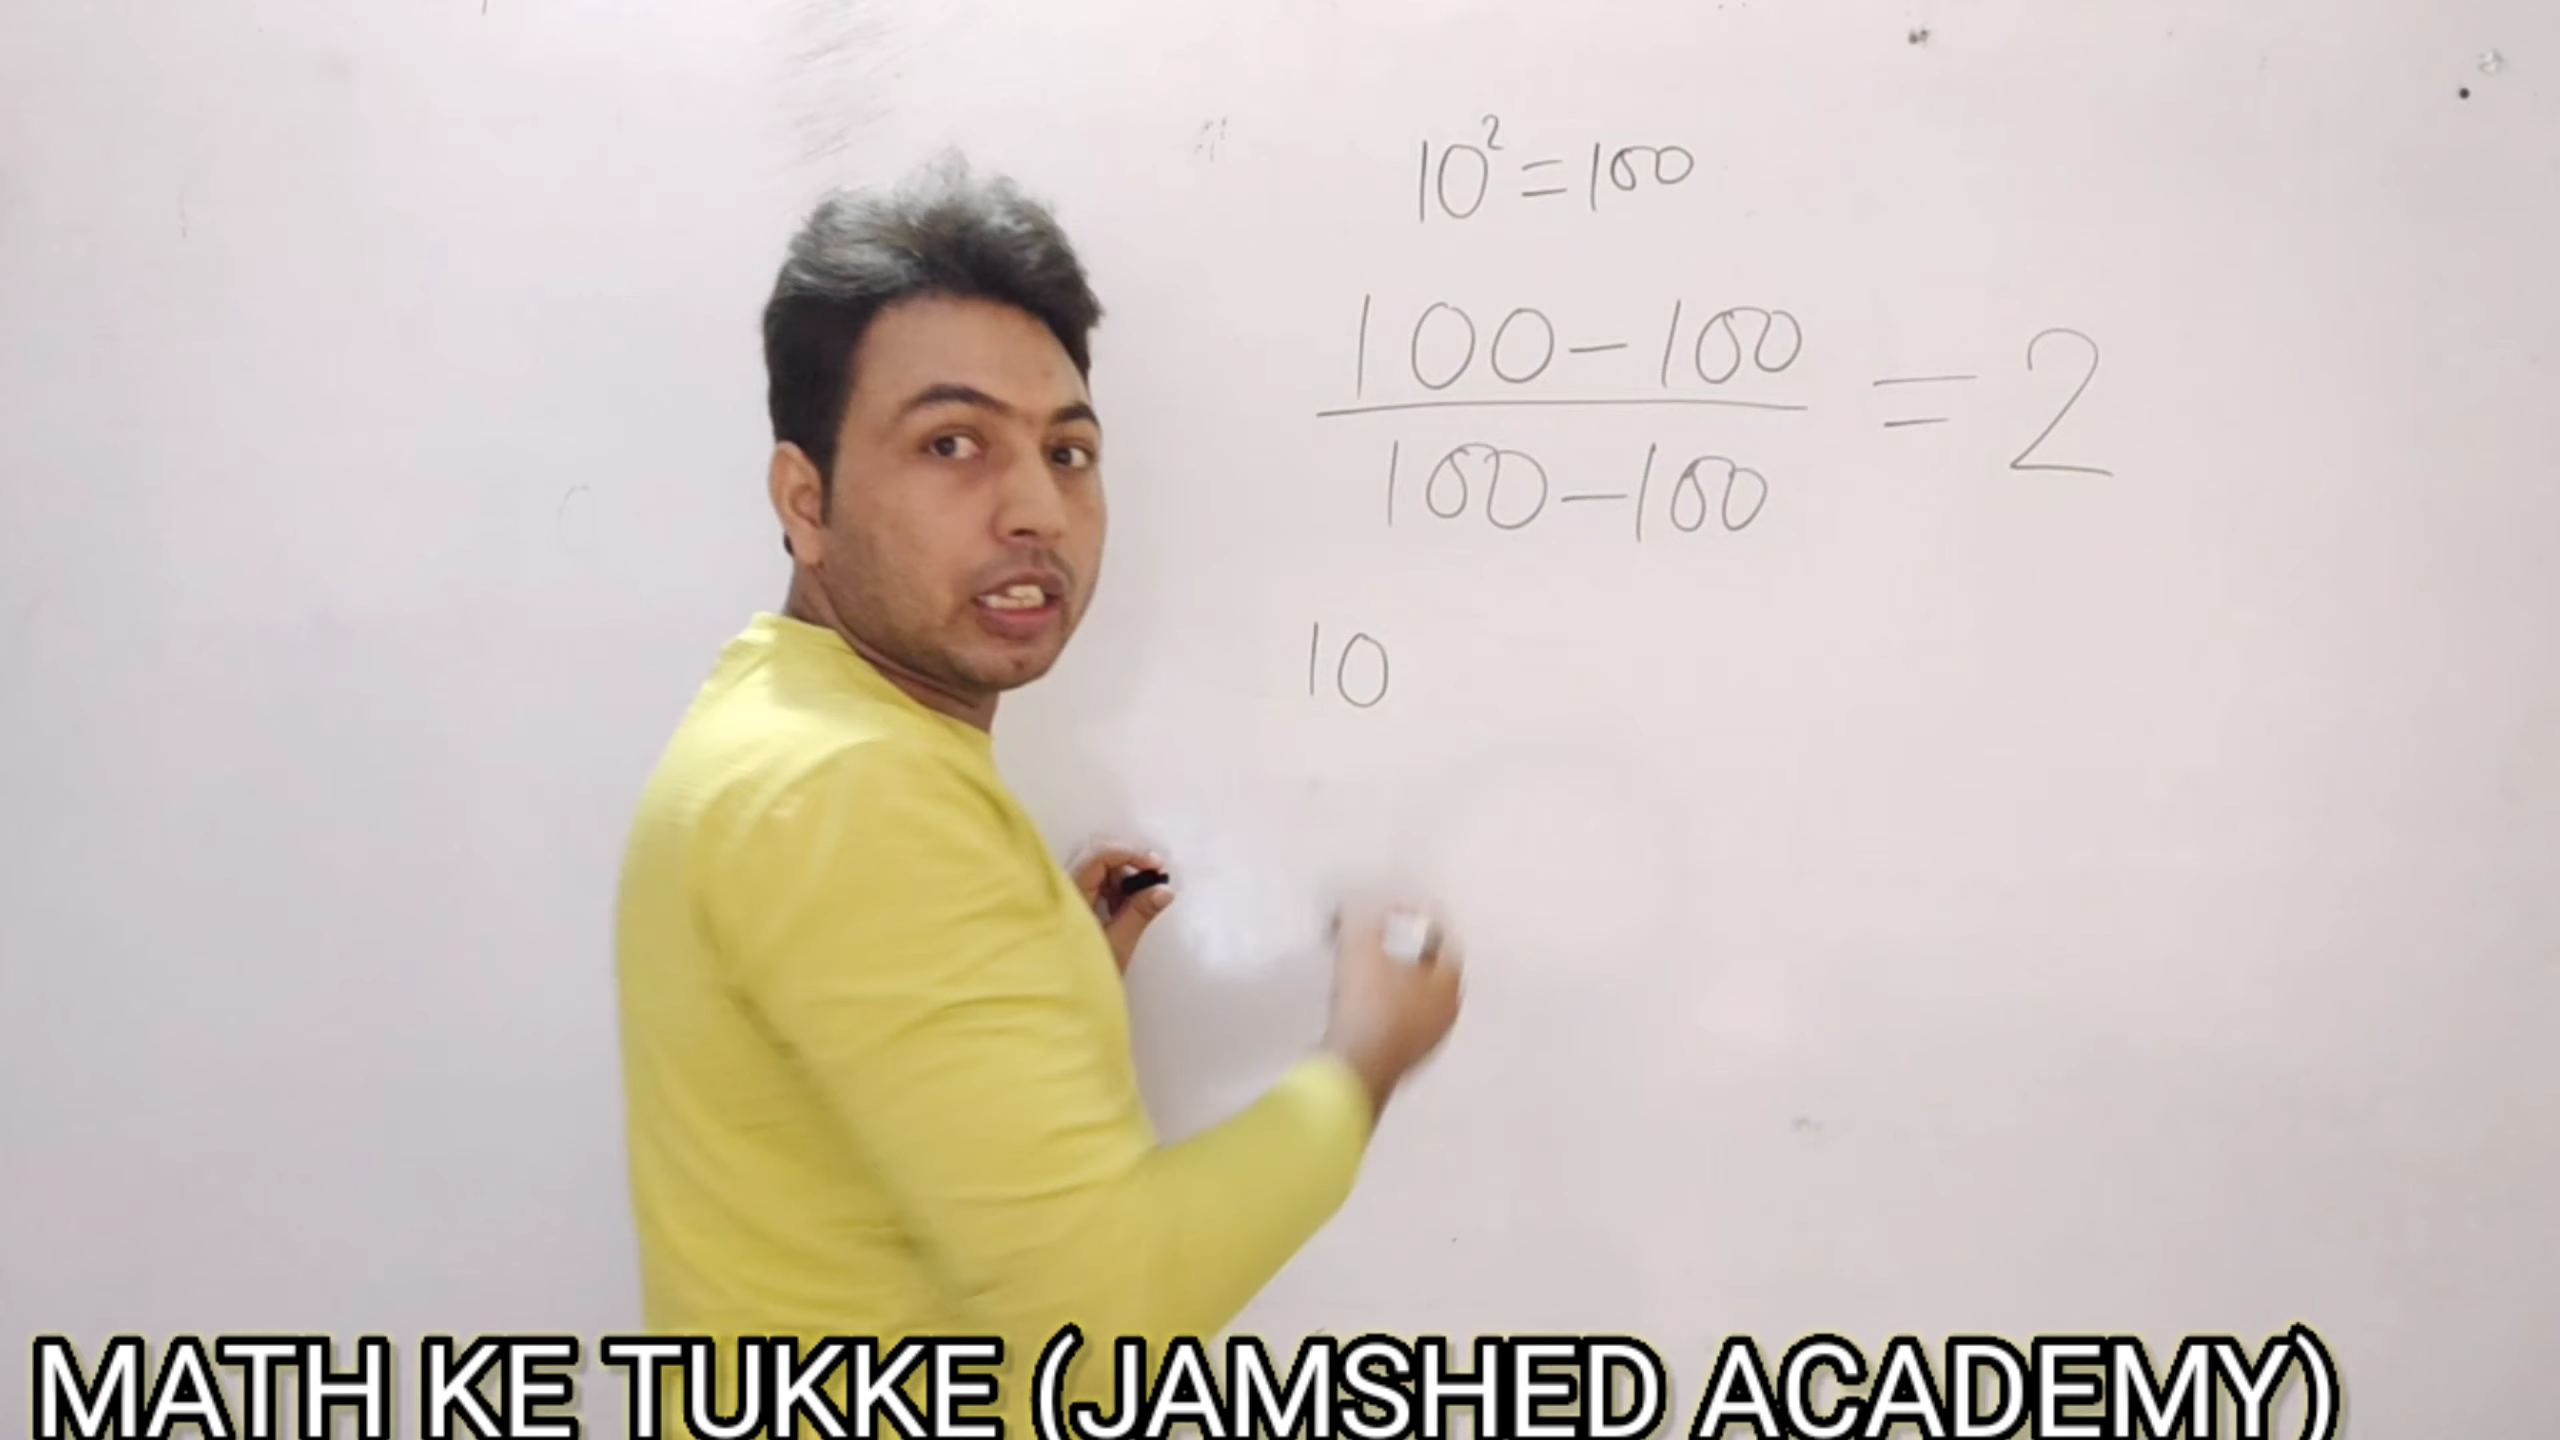 10² = 100
100 - 100
100 - 100
= 2
10
MATH KE TUKKE (JAMSHED ACADEMY)